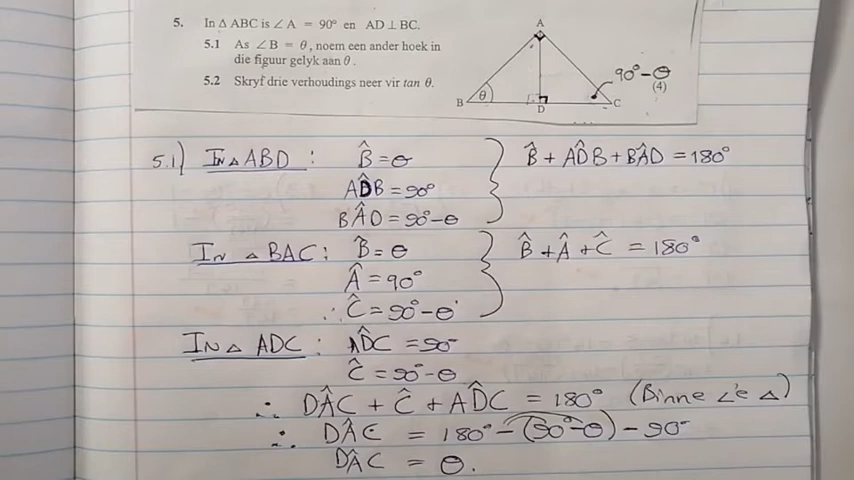 5. In Δ ABC is ∠A = 90° en AD ⊥ BC.
5.1 As ∠B = θ, noem een ander hoek in
die figuur gelyk aan θ.
5.2 Skryf drie verhoudings neer vir tan θ.
(4)
A
B
θ
D
C
90° - θ
5.1) In Δ ABD : B̂ = θ
AD̂B = 90°
BÂD = 90° - θ
B̂ + AD̂B + BÂD = 180°
In Δ BAC : B̂ = θ
Â = 90°
∴ Ĉ = 90° - θ
B̂ + Â + Ĉ = 180°
In Δ ADC : AD̂C = 90°
Ĉ = 90° - θ
∴ DÂC + Ĉ + AD̂C = 180° (Binne ∠'e Δ)
∴ DÂC = 180° - (90° - θ) - 90°
DÂC = θ.